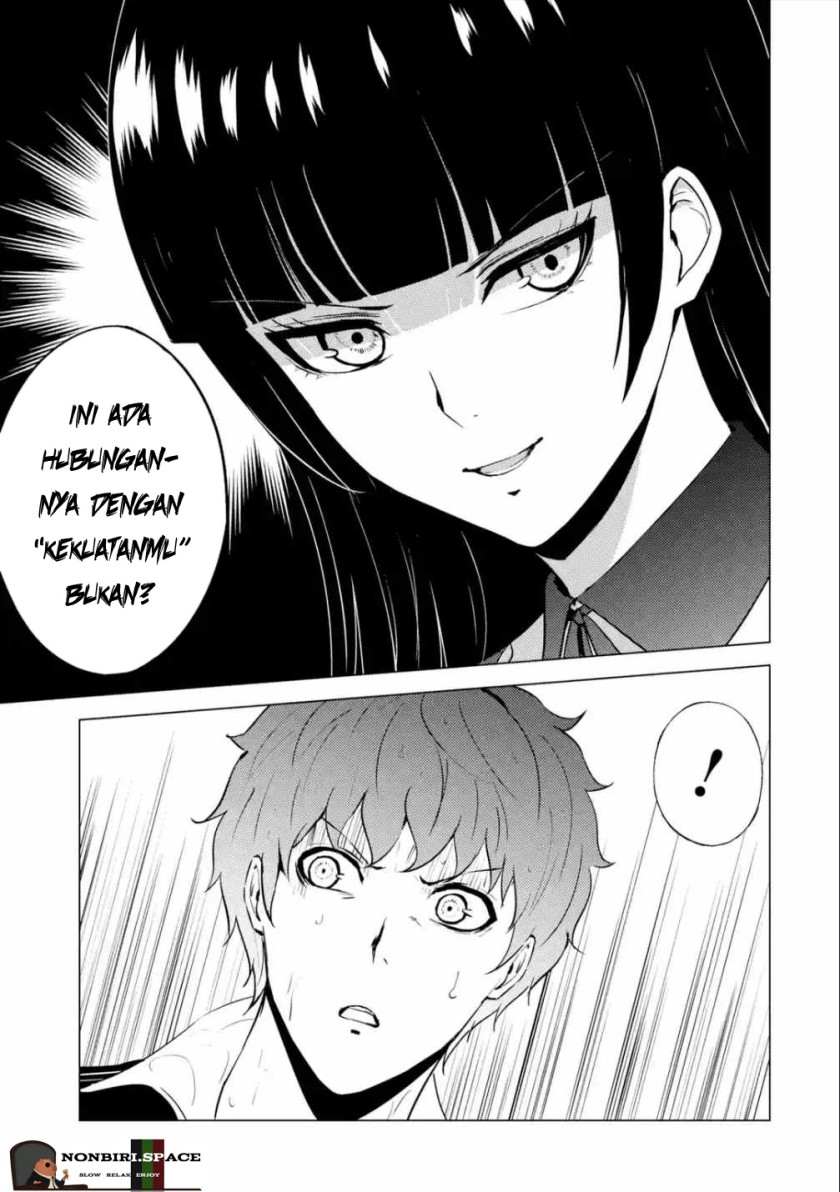 INI ADA
HUBUNGAN-
NYA DENGAN
"KEKUATANMU"
BUKAN?
!
NONBIRI.SPACE
SLOW RELAX ENJOY